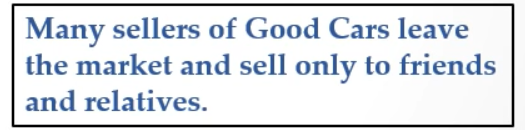 Many sellers of Good Cars leave
the market and sell only to friends
and relatives.